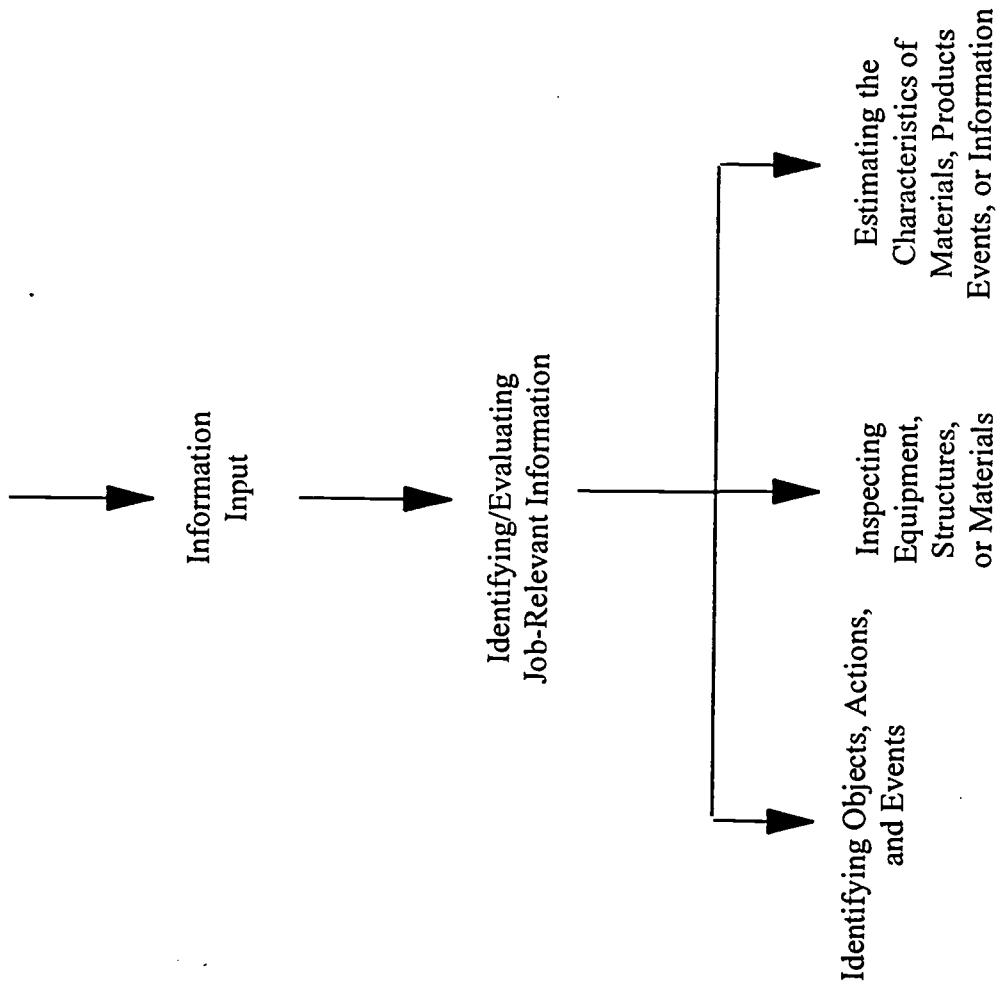 Information
Input
Identifying/Evaluating
Job-Relevant Information
Identifying Objects, Actions,
and Events
Inspecting
Equipment,
Structures,
or Materials
Estimating the
Characteristics of
Materials, Products
Events, or Information